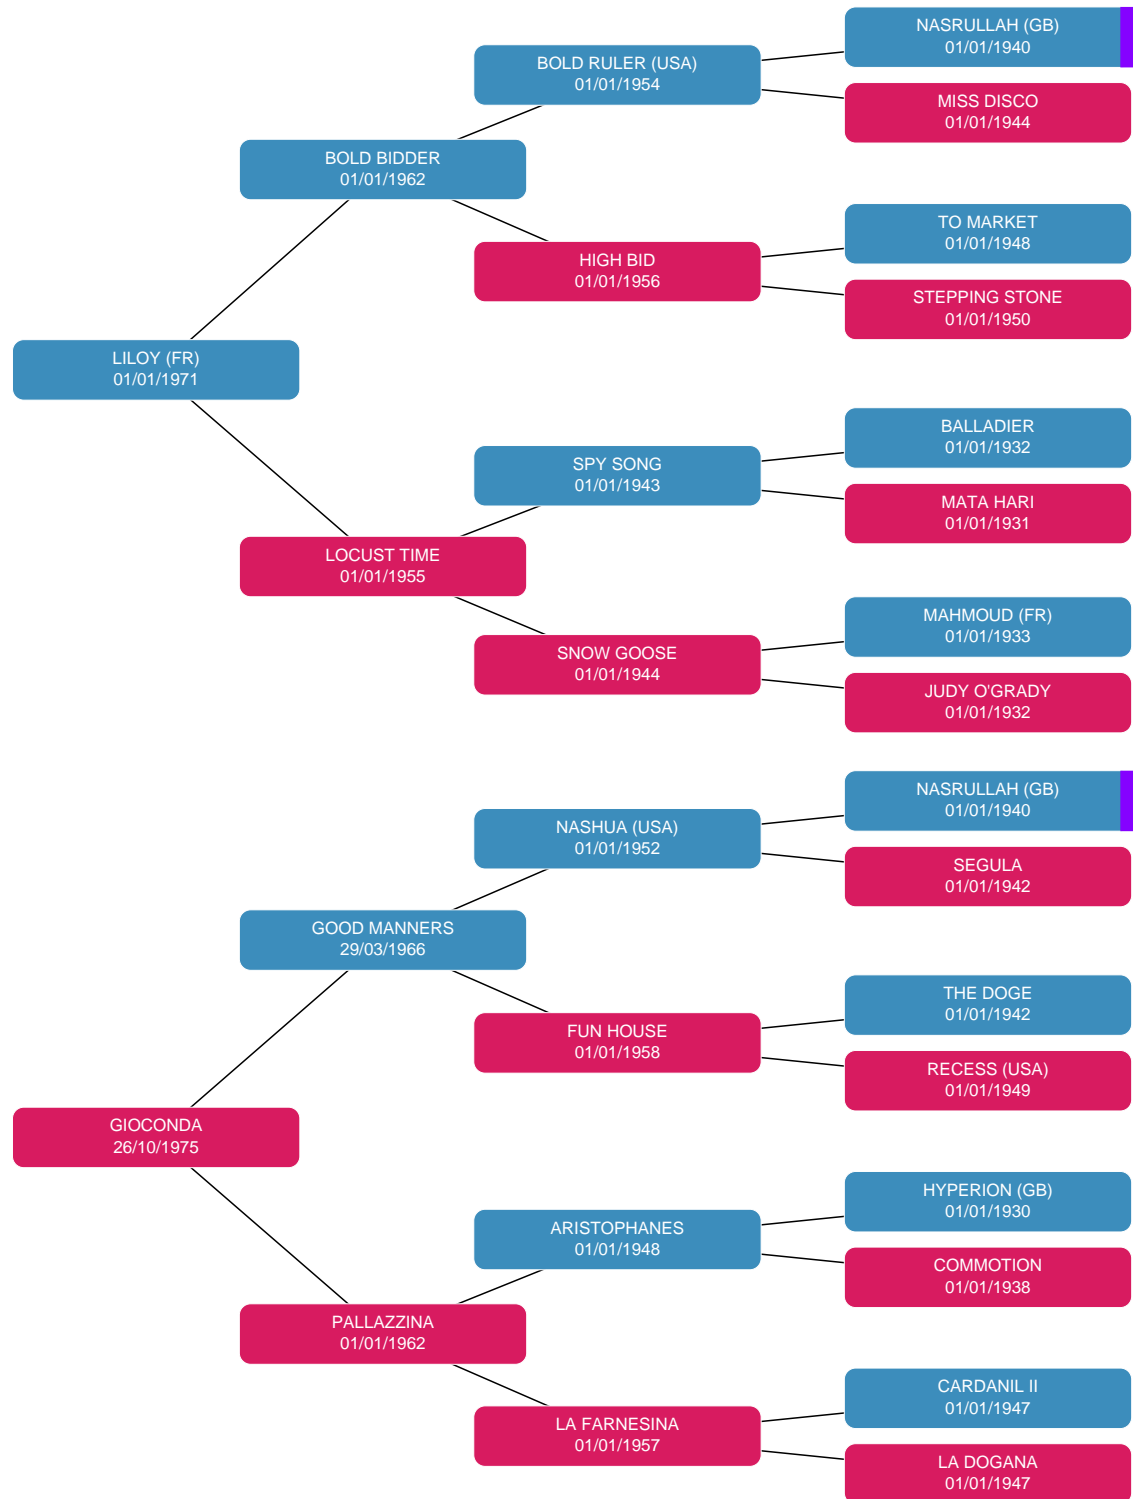 NASRULLAH (GB)
01/01/1940
BOLD RULER (USA)
01/01/1954
MISS DISCO
01/01/1944
BOLD BIDDER
01/01/1962
TO MARKET
01/01/1948
HIGH BID
01/01/1956
STEPPING STONE
01/01/1950
LILOY (FR)
01/01/1971
BALLADIER
01/01/1932
SPY SONG
01/01/1943
MATA HARI
01/01/1931
LOCUST TIME
01/01/1955
MAHMOUD (FR)
01/01/1933
SNOW GOOSE
01/01/1944
JUDY O'GRADY
01/01/1932
NASRULLAH (GB)
01/01/1940
NASHUA (USA)
01/01/1952
SEGULA
01/01/1942
GOOD MANNERS
29/03/1966
THE DOGE
01/01/1942
FUN HOUSE
01/01/1958
RECESS (USA)
01/01/1949
GIOCONDA
26/10/1975
HYPERION (GB)
01/01/1930
ARISTOPHANES
01/01/1948
COMMOTION
01/01/1938
PALLAZZINA
01/01/1962
CARDANIL II
01/01/1947
LA FARNESINA
01/01/1957
LA DOGANA
01/01/1947